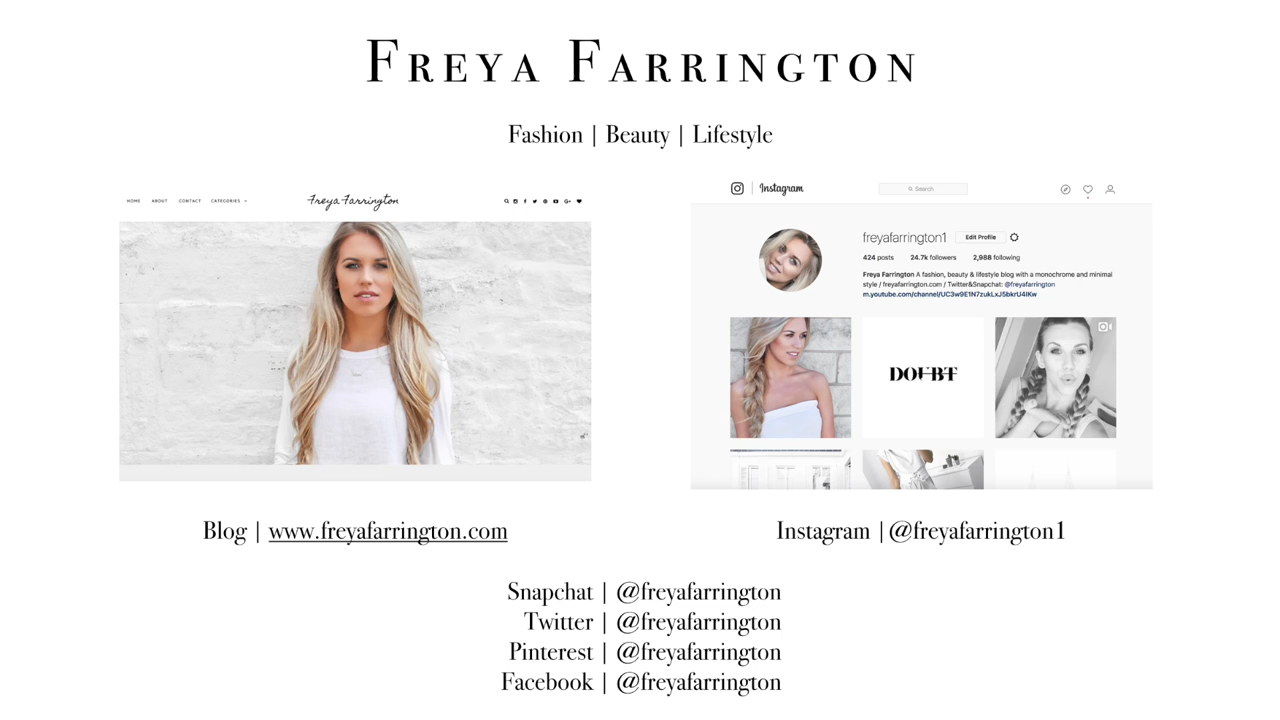 FREYA FARRINGTON
Fashion | Beauty | Lifestyle
HOME ABOUT CONTACT CATEGORIES
Freya Farrington
Instagram
Search
freyafarrington1 Edit Profile
424 posts 24.7k followers 2,988 following
Freya Farrington A fashion, beauty & lifestyle blog with a monochrome and minimal
style / freyafarrington.com / Twitter&Snapchat: @freyafarrington
m.youtube.com/channel/UC3w9E1N7zukLxJ5bkrU4IKw
DOUBT
Blog | www.freyafarrington.com
Instagram |@freyafarrington1
Snapchat | @freyafarrington
Twitter | @freyafarrington
Pinterest | @freyafarrington
Facebook | @freyafarrington